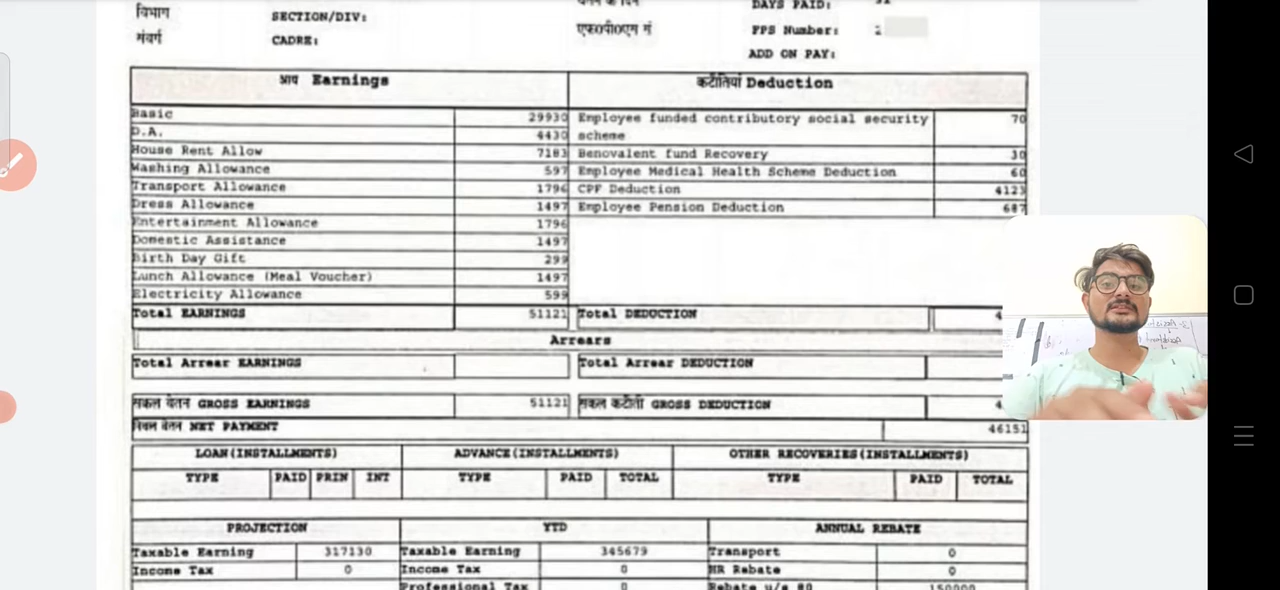 विभाग SECTION/DIV: DAYS PAID:
संवर्ग CADRE: FPS Number:
ADD ON PAY:
आय Earnings कटौतियां Deduction
Basic 29930 Employee funded contributory social security scheme 70
D.A. 4430
House Rent Allow 7183 Benovalent fund Recovery 30
Washing Allowance 597 Employee Medical Health Scheme Deduction 60
Transport Allowance 1796 CPF Deduction 4123
Dress Allowance 1497 Employee Pension Deduction 687
Entertainment Allowance 1796
Domestic Assistance 1497
Birth Day Gift 299
Lunch Allowance (Meal Voucher) 1497
Electricity Allowance 599
Total EARNINGS 51121 Total DEDUCTION 4
Arrears
Total Arrear EARNINGS Total Arrear DEDUCTION
सकल वेतन GROSS EARNINGS 51121 सकल कटौती GROSS DEDUCTION 4
निवल वेतन NET PAYMENT 46151
LOAN(INSTALLMENTS) ADVANCE(INSTALLMENTS) OTHER RECOVERIES(INSTALLMENTS)
TYPE PAID PRIN INT TYPE PAID TOTAL TYPE PAID TOTAL
PROJECTION YTD ANNUAL REBATE
Taxable Earning 317130 Taxable Earning 345679 Transport 0
Income Tax 0 Income Tax 0 HR Rebate 0
Professional Tax 0 Rebate u/s 80 150000